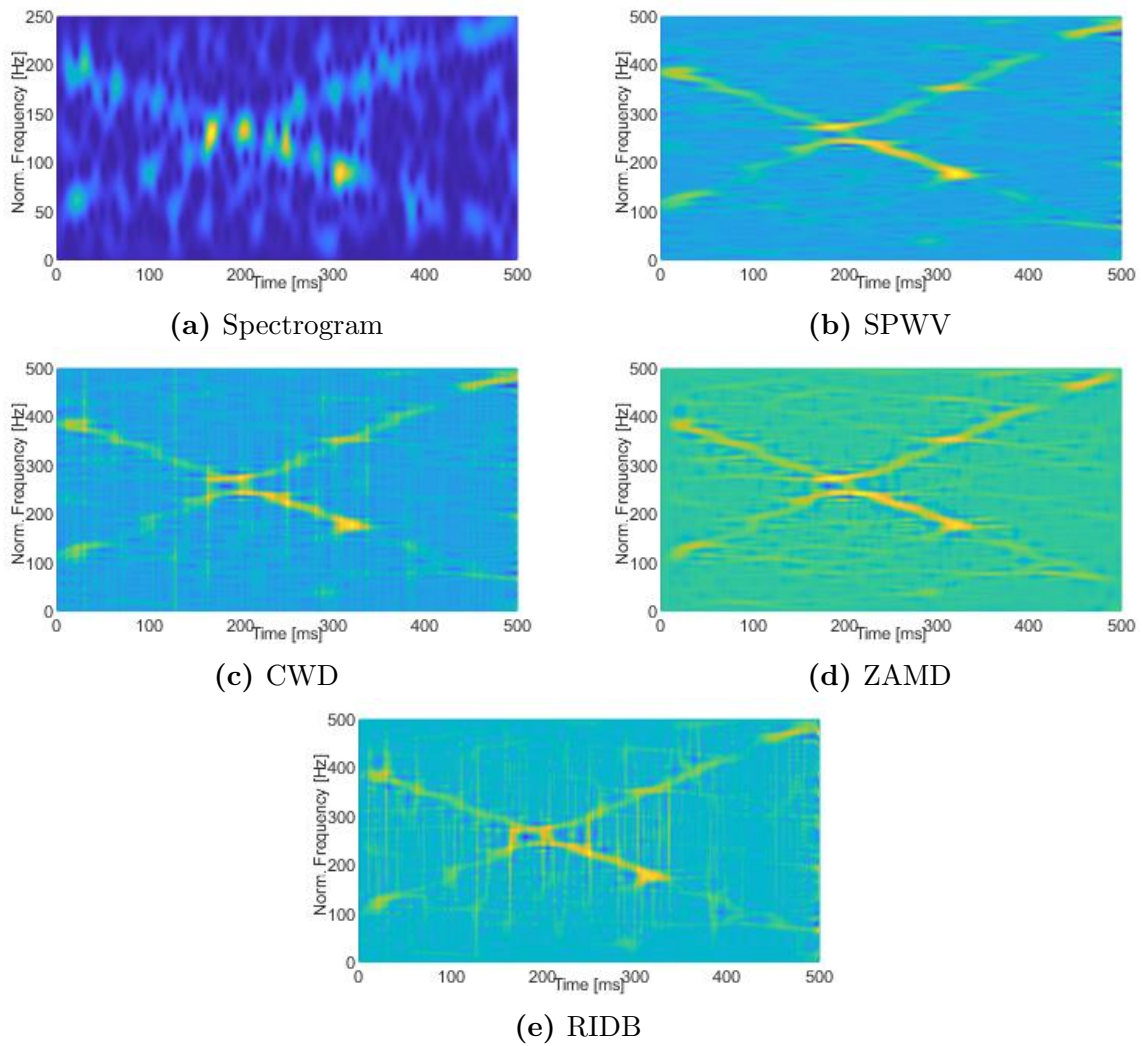 250
200
150
100
50
0
Norm. Frequency [Hz]
0 100 200 300 400 500
Time [ms]
(a) Spectrogram
500
400
300
200
100
0
Norm. Frequency [Hz]
0 100 200 300 400 500
Time [ms]
(b) SPWV
500
400
300
200
100
0
Norm. Frequency [Hz]
0 100 200 300 400 500
Time [ms]
(c) CWD
500
400
300
200
100
0
Norm. Frequency [Hz]
0 100 200 300 400 500
Time [ms]
(d) ZAMD
500
400
300
200
100
0
Norm. Frequency [Hz]
0 100 200 300 400 500
Time [ms]
(e) RIDB